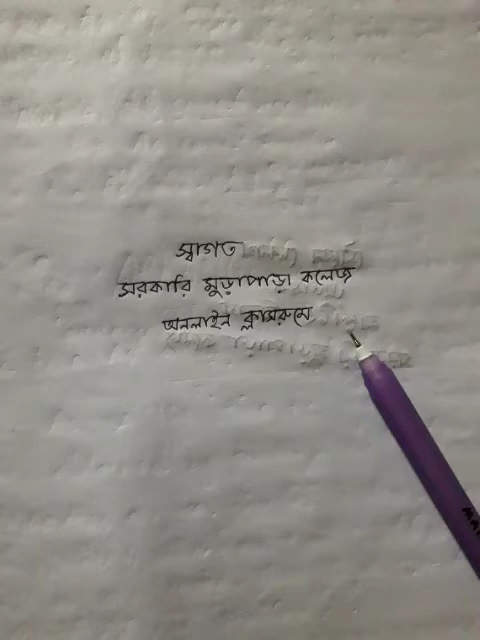 স্বাগত
সরকারি মুড়াপাড়া কলেজ
অনলাইন ক্লাসরুমে